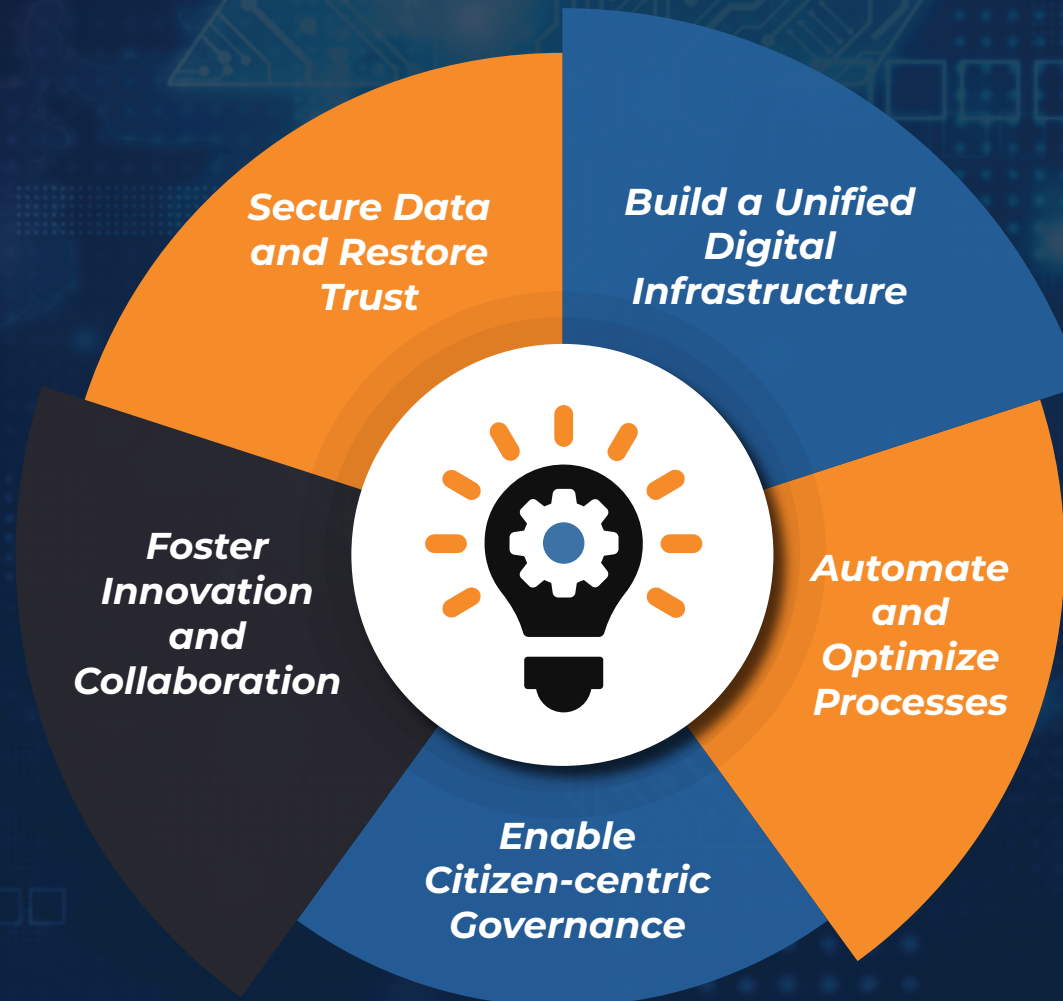 Secure Data
and Restore
Trust
Build a Unified
Digital
Infrastructure
Automate
and
Optimize
Processes
Enable
Citizen-centric
Governance
Foster
Innovation
and
Collaboration